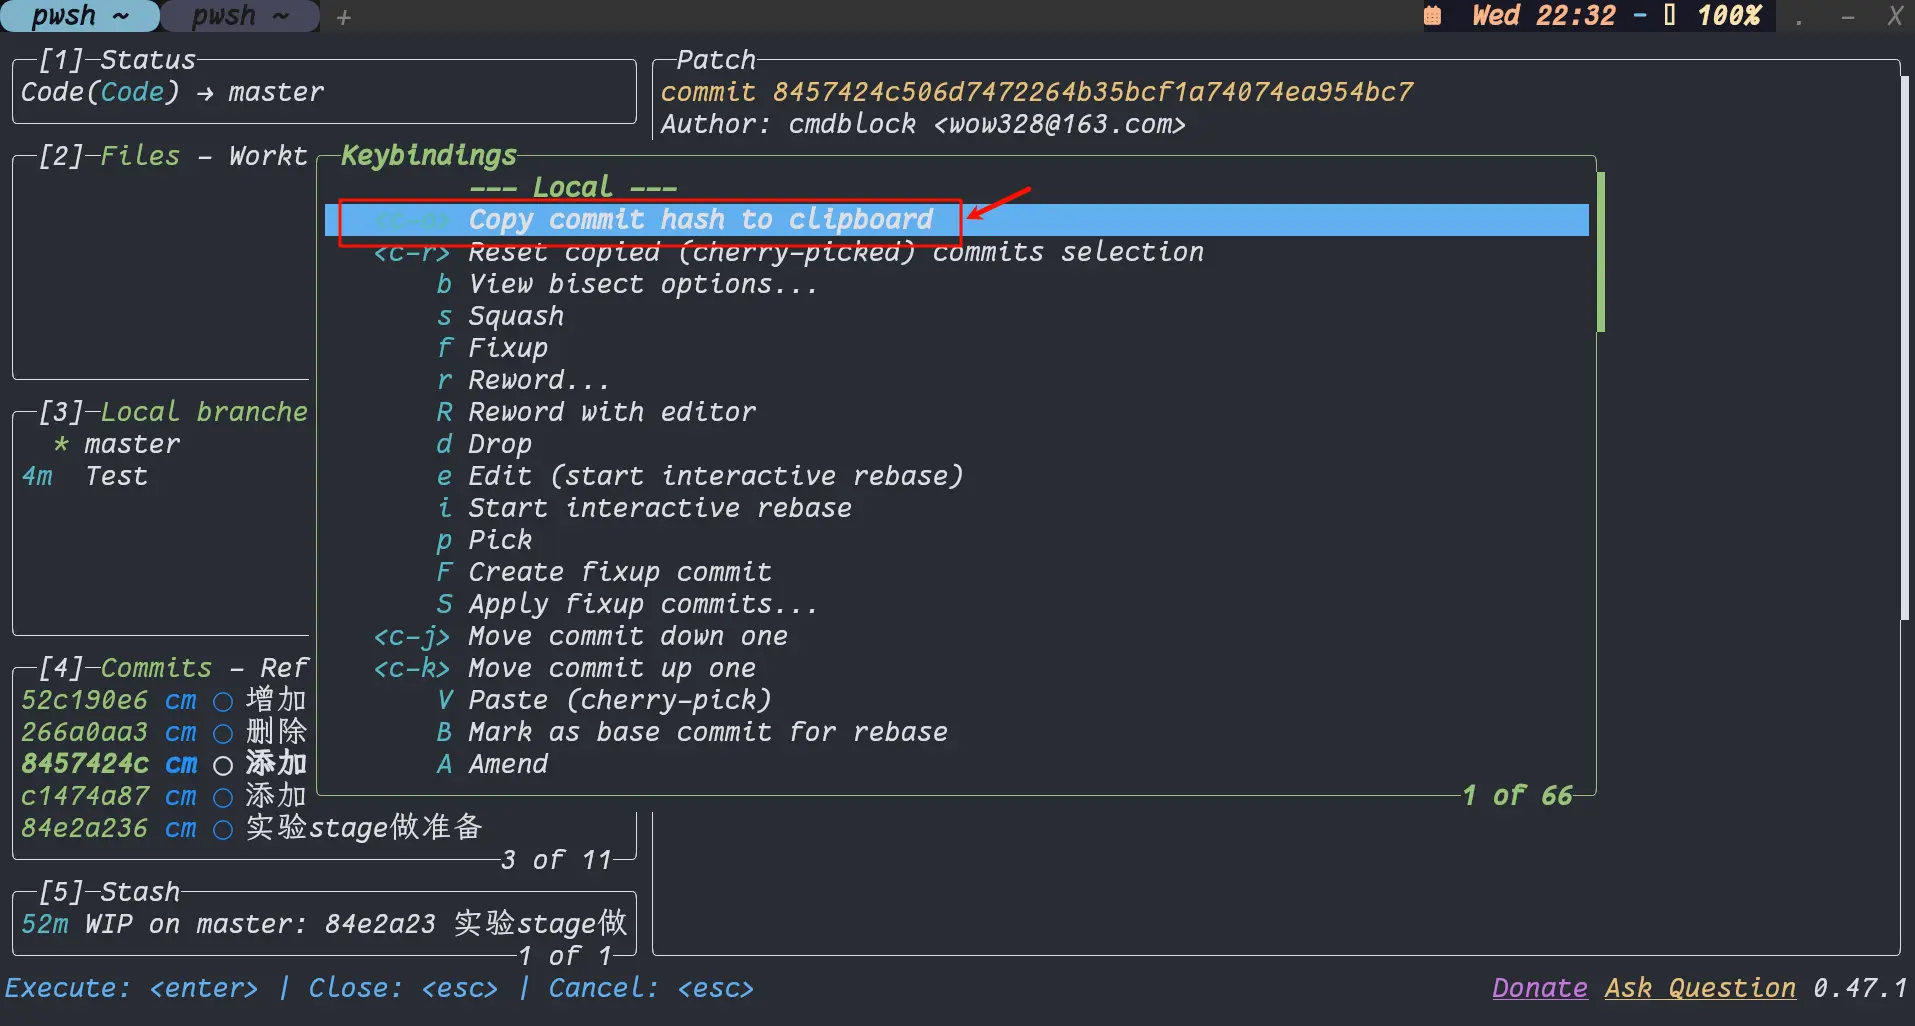 pwsh ~ pwsh ~ + Wed 22:32 - 100% . - X
[1]-Status
Code(Code) → master
Patch
commit 8457424c506d7472264b35bcf1a74074ea954bc7
Author: cmdblock <wow328@163.com>
[2]-Files - Workt
Keybindings
--- Local ---
<c-o> Copy commit hash to clipboard
<c-r> Reset copied (cherry-picked) commits selection
b View bisect options...
s Squash
f Fixup
r Reword...
R Reword with editor
d Drop
e Edit (start interactive rebase)
i Start interactive rebase
p Pick
F Create fixup commit
S Apply fixup commits...
<c-j> Move commit down one
<c-k> Move commit up one
V Paste (cherry-pick)
B Mark as base commit for rebase
A Amend
1 of 66
[3]-Local branche
* master
4m Test
[4]-Commits - Ref
52c190e6 cm ○ 增加
266a0aa3 cm ○ 删除
8457424c cm ○ 添加
c1474a87 cm ○ 添加
84e2a236 cm ○ 实验stage做准备
3 of 11
[5]-Stash
52m WIP on master: 84e2a23 实验stage做
1 of 1
Execute: <enter> | Close: <esc> | Cancel: <esc>
Donate Ask Question 0.47.1